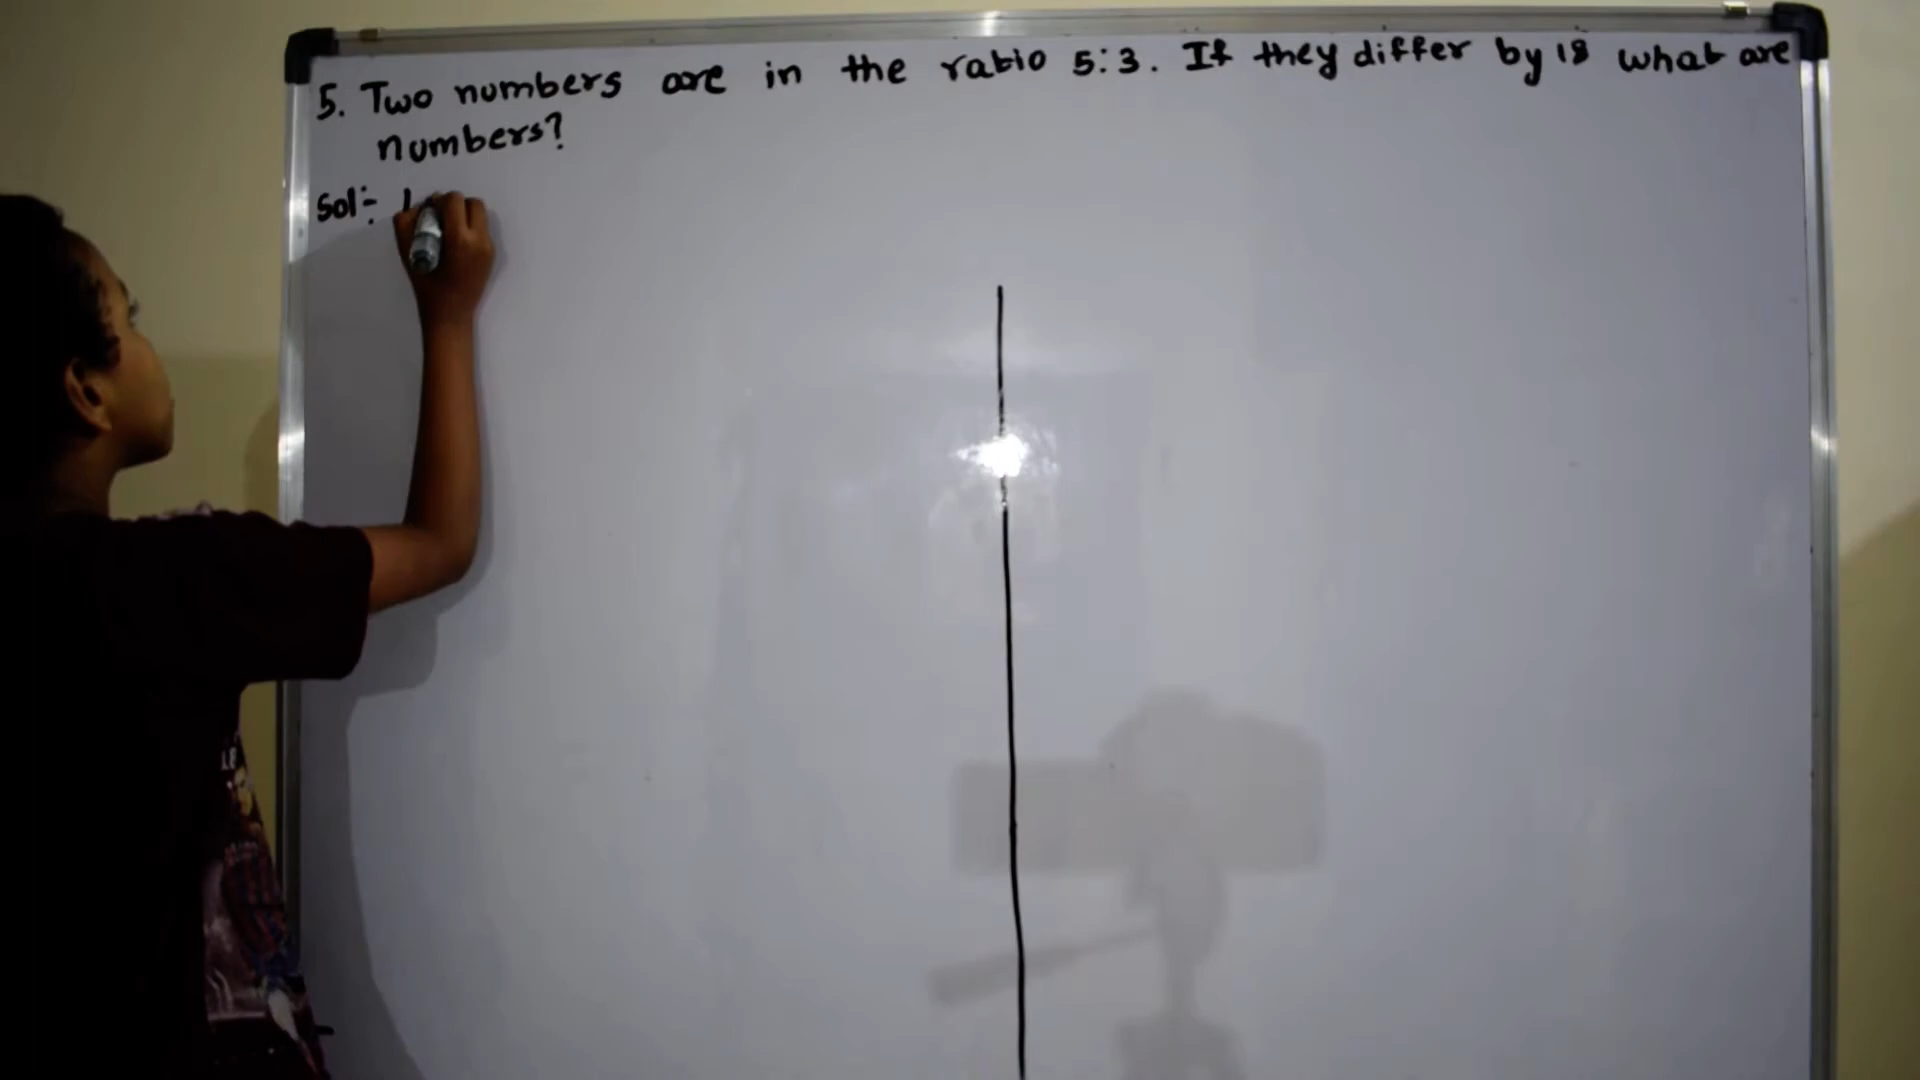 5. Two numbers are in the ratio 5:3. If they differ by 18 what are
numbers?
Sol:-